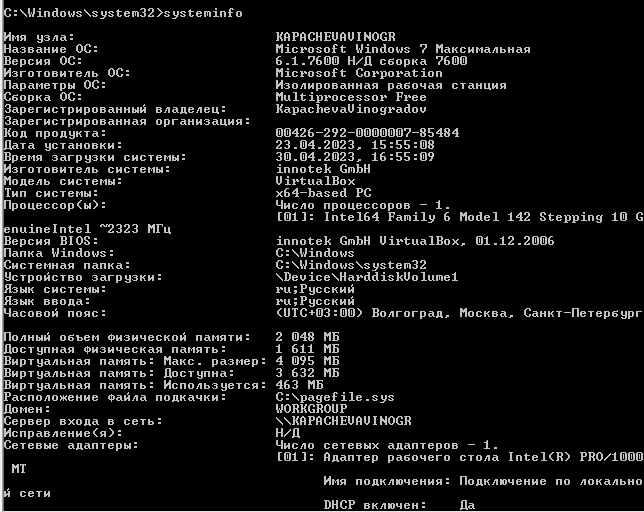 C:\Windows\system32>systeminfo
Имя узла: KAPACHEVAVINOGR
Название ОС: Microsoft Windows 7 Максимальная
Версия ОС: 6.1.7600 Н/Д сборка 7600
Изготовитель ОС: Microsoft Corporation
Параметры ОС: Изолированная рабочая станция
Сборка ОС: Multiprocessor Free
Зарегистрированный владелец: KapachevaVinogradov
Зарегистрированная организация:
Код продукта: 00426-292-0000007-85484
Дата установки: 23.04.2023, 15:55:08
Время загрузки системы: 30.04.2023, 16:55:09
Изготовитель системы: innotek GmbH
Модель системы: VirtualBox
Тип системы: x64-based PC
Процессор(ы): Число процессоров - 1.
[01]: Intel64 Family 6 Model 142 Stepping 10 G
enuineIntel ~2323 МГц
Версия BIOS: innotek GmbH VirtualBox, 01.12.2006
Папка Windows: C:\Windows
Системная папка: C:\Windows\system32
Устройство загрузки: \Device\HarddiskVolume1
Язык системы: ru;Русский
Язык ввода: ru;Русский
Часовой пояс: (UTC+03:00) Волгоград, Москва, Санкт-Петербург
Полный объем физической памяти: 2 048 МБ
Доступная физическая память: 1 611 МБ
Виртуальная память: Макс. размер: 4 095 МБ
Виртуальная память: Доступна: 3 632 МБ
Виртуальная память: Используется: 463 МБ
Расположение файла подкачки: C:\pagefile.sys
Домен: WORKGROUP
Сервер входа в сеть: \\KAPACHEVAVINOGR
Исправление(я): Н/Д
Сетевые адаптеры: Число сетевых адаптеров - 1.
[01]: Адаптер рабочего стола Intel(R) PRO/1000
MT
Имя подключения: Подключение по локально
й сети
DHCP включен: Да